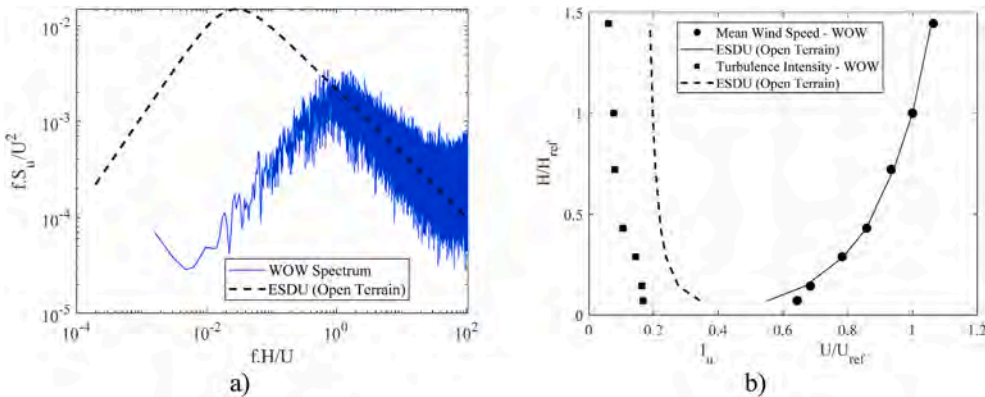 10^-2
10^-3
10^-4
10^-5
f.S_u/U^2
WOW Spectrum
ESDU (Open Terrain)
10^-4
10^-2
10^0
10^2
f.H/U
a)
1.5
1
0.5
0
H/H_ref
Mean Wind Speed - WOW
ESDU (Open Terrain)
Turbulence Intensity - WOW
ESDU (Open Terrain)
0 0.2 0.4 0.6 0.8 1 1.2
I_u U/U_ref
b)